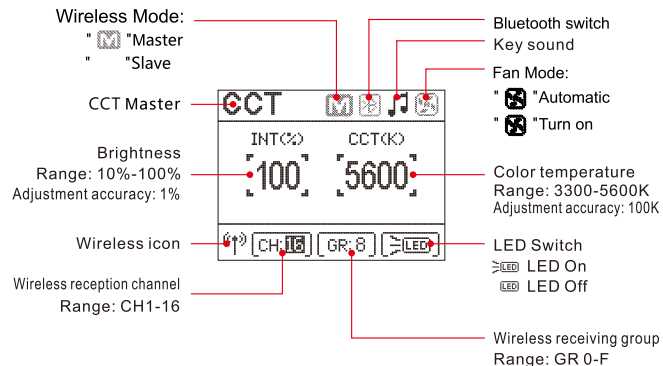 Wireless Mode:
" M "Master
" "Slave
CCT Master
Brightness
Range: 10%-100%
Adjustment accuracy: 1%
Wireless icon
Wireless reception channel
Range: CH1-16
CCT M
INT(%) CCT(K)
100 5600
CH:16 GR:8 LED
Bluetooth switch
Key sound
Fan Mode:
" "Automatic
" "Turn on
Color temperature
Range: 3300-5600K
Adjustment accuracy: 100K
LED Switch
LED LED On
LED LED Off
Wireless receiving group
Range: GR 0-F